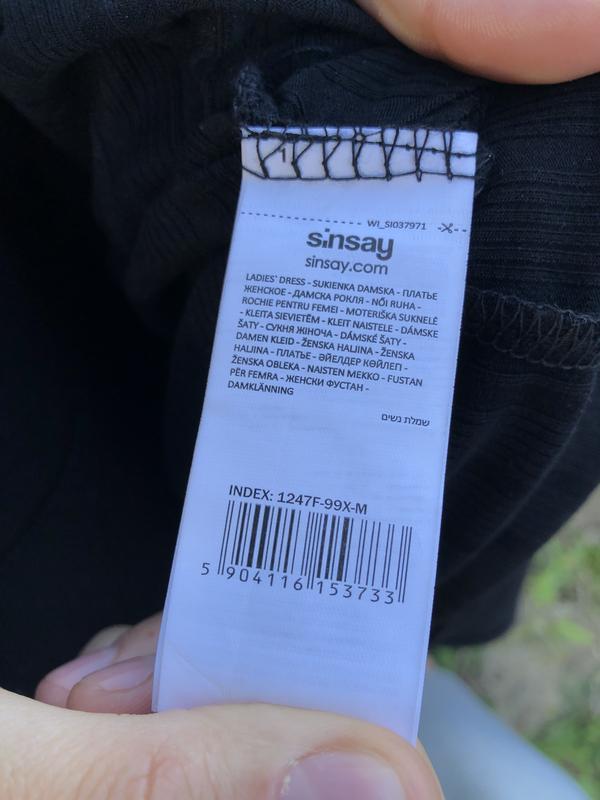 1
WI_SI037971
sinsay
sinsay.com
LADIES` DRESS - SUKIENKA DAMSKA - ПЛАТЬЕ
ЖЕНСКОЕ - ДАМСКА РОКЛЯ - NŐI RUHA -
ROCHIE PENTRU FEMEI - MOTERIŠKA SUKNELĖ
- KLEITA SIEVIETĒM - KLEIT NAISTELE - DÁMSKE
ŠATY - СУКНЯ ЖІНОЧА - DÁMSKÉ ŠATY -
DAMEN KLEID - ŽENSKA HALJINA - ŽENSKA
HALJINA - ПЛАТЬЕ - ӘЙЕЛДЕР КӨЙЛЕГІ -
ŽENSKA OBLEKA - NAISTEN MEKKO - FUSTAN
PËR FEMRA - ЖЕНСКИ ФУСТАН -
DAMKLÄNNING
שמלת נשים
INDEX: 1247F-99X-M
5 904116 153733